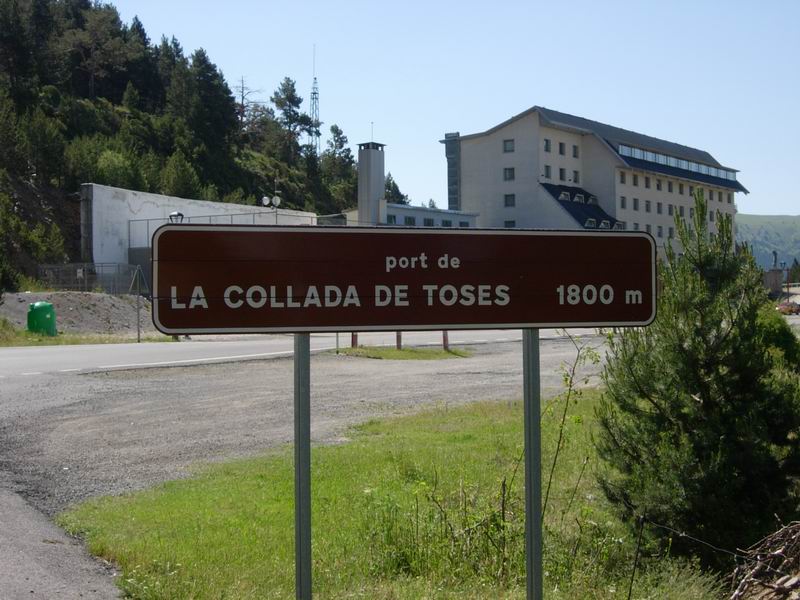 port de
LA COLLADA DE TOSES 1800 m